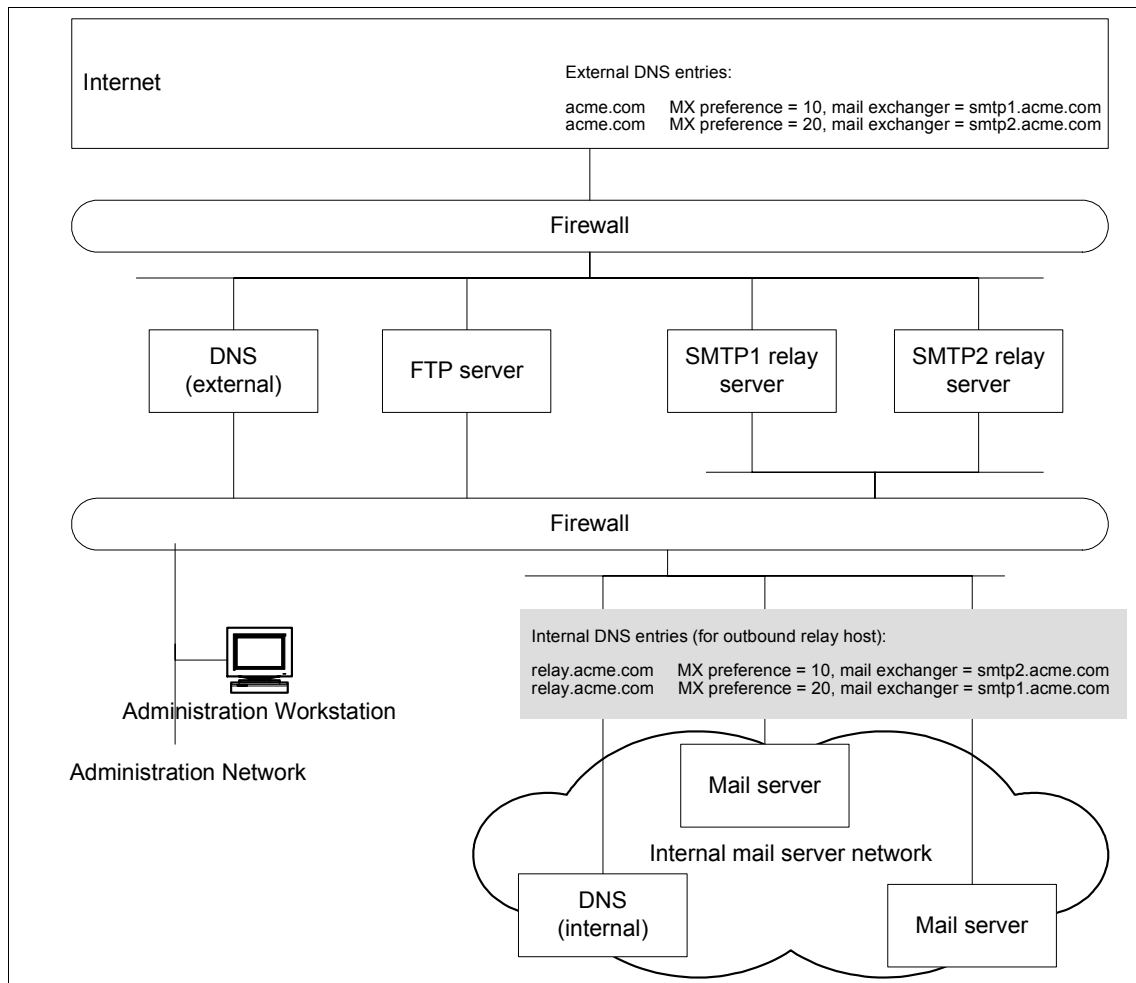 Internet
External DNS entries:
acme.com MX preference = 10, mail exchanger = smtp1.acme.com
acme.com MX preference = 20, mail exchanger = smtp2.acme.com
Firewall
DNS
(external)
FTP server
SMTP1 relay
server
SMTP2 relay
server
Firewall
Internal DNS entries (for outbound relay host):
relay.acme.com MX preference = 10, mail exchanger = smtp2.acme.com
relay.acme.com MX preference = 20, mail exchanger = smtp1.acme.com
Administration Workstation
Administration Network
Mail server
Internal mail server network
DNS
(internal)
Mail server